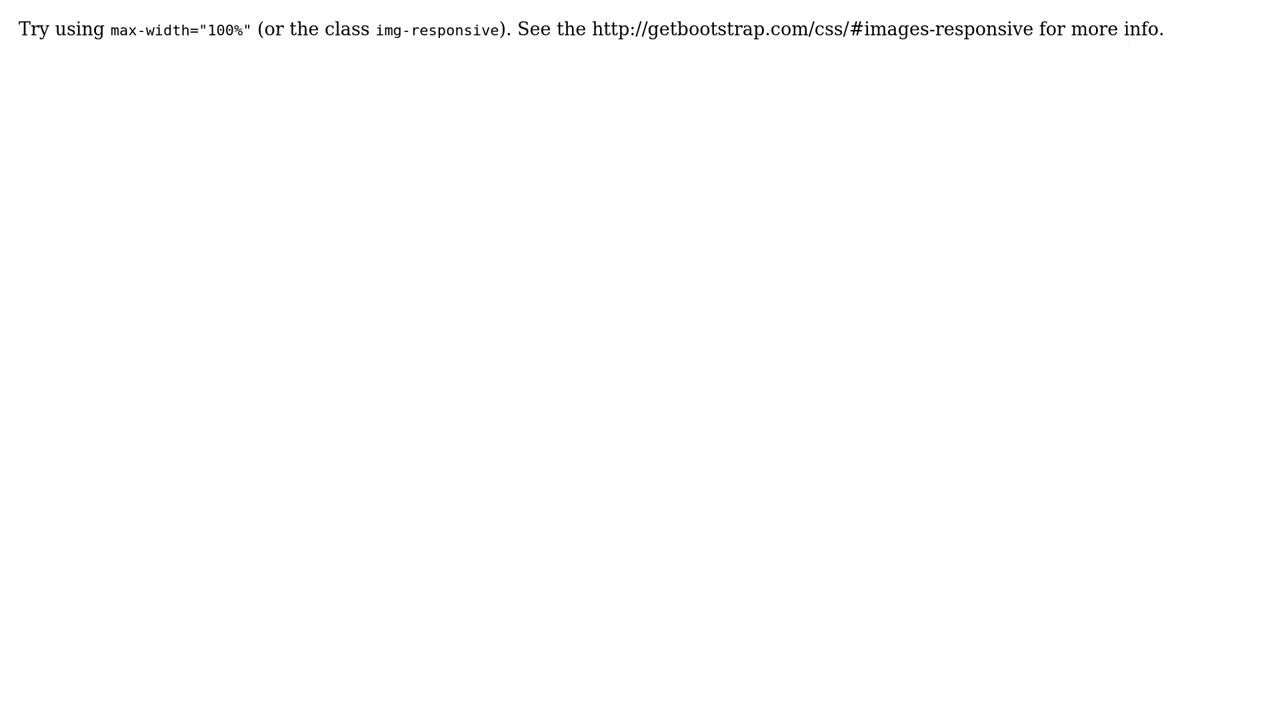 Try using max-width="100%" (or the class img-responsive). See the http://getbootstrap.com/css/#images-responsive for more info.